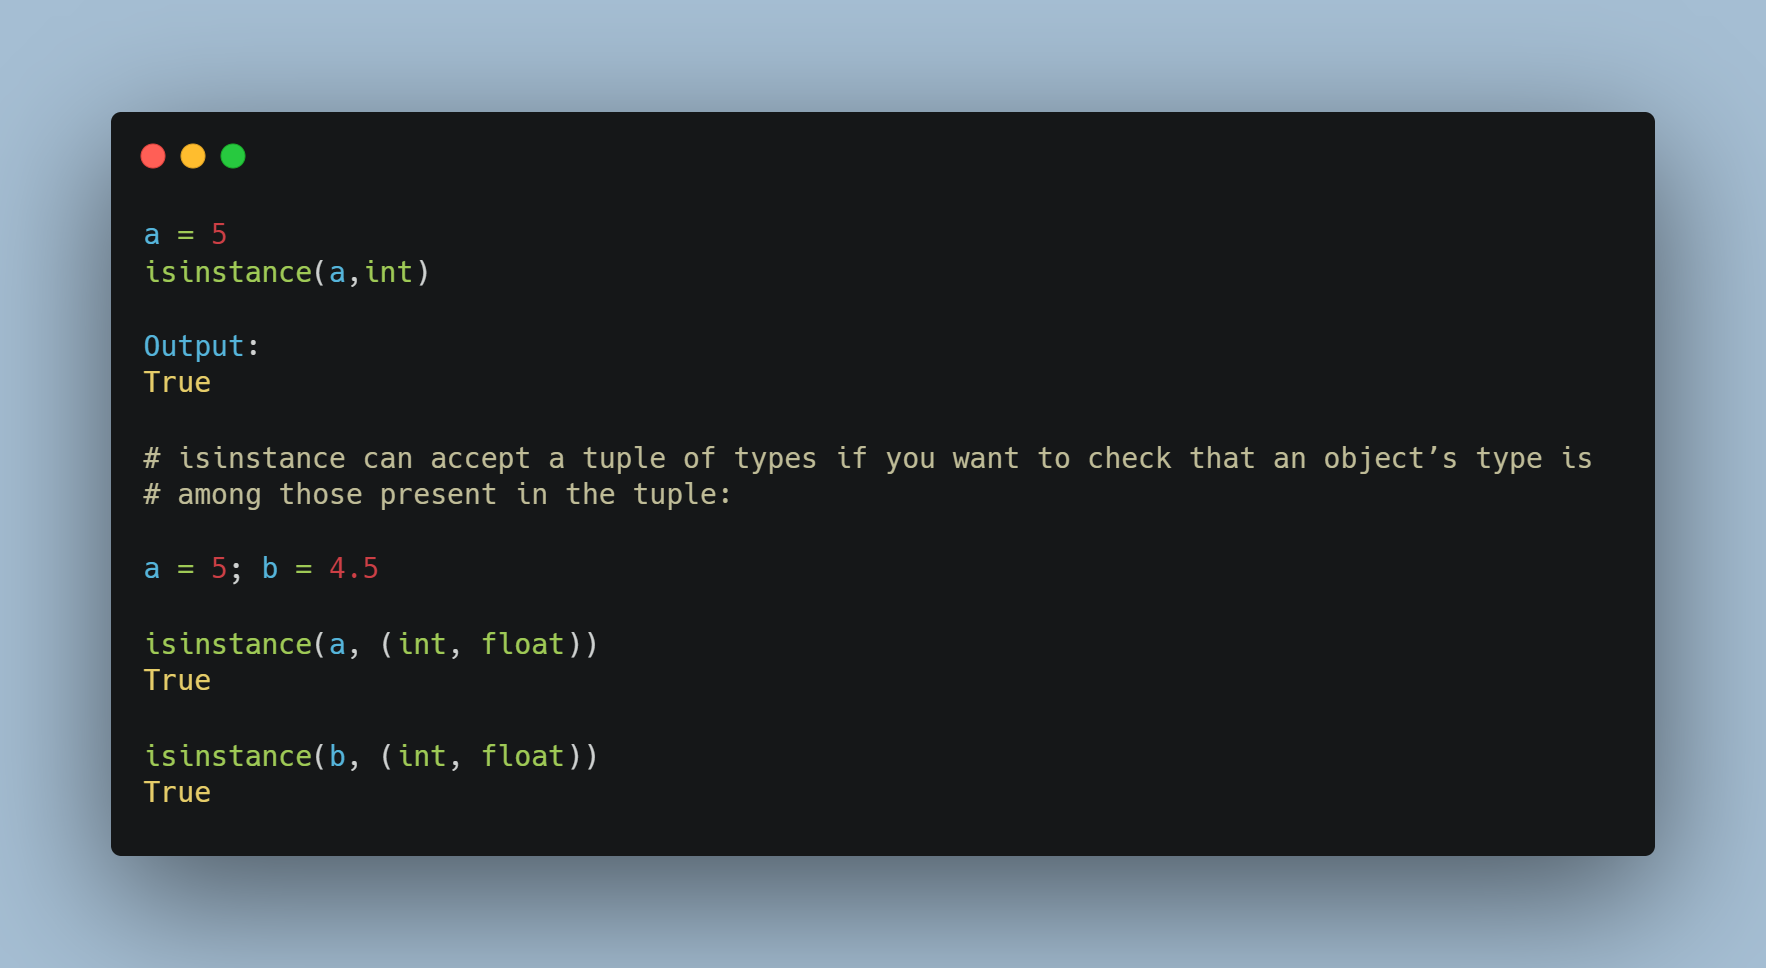 a = 5
isinstance(a,int)
Output:
True
# isinstance can accept a tuple of types if you want to check that an object’s type is
# among those present in the tuple:
a = 5; b = 4.5
isinstance(a, (int, float))
True
isinstance(b, (int, float))
True